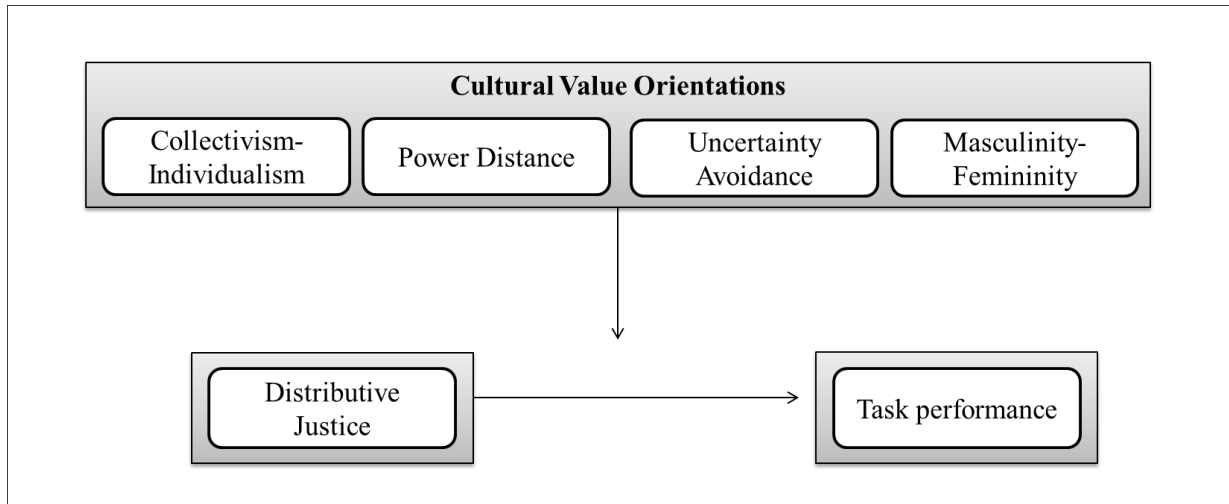 Cultural Value Orientations
Collectivism-
Individualism
Power Distance
Uncertainty
Avoidance
Masculinity-
Femininity
Distributive
Justice
Task performance